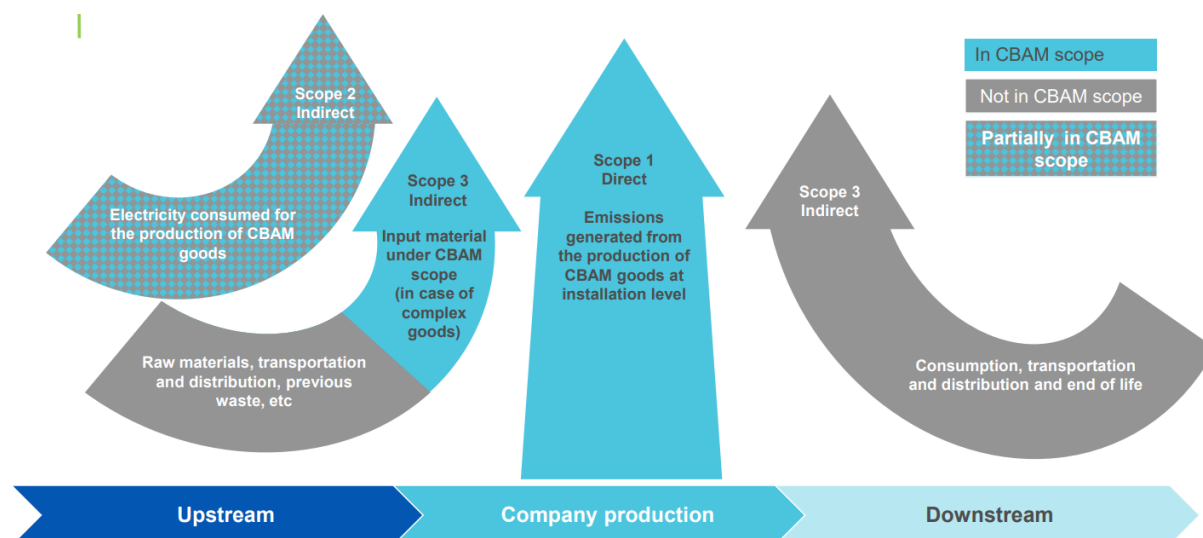 Scope 2
Indirect
Electricity consumed for
the production of CBAM
goods
Scope 3
Indirect
Input material
under CBAM
scope
(in case of
complex
goods)
Raw materials, transportation
and distribution, previous
waste, etc
Scope 1
Direct
Emissions
generated from
the production of
CBAM goods at
installation level
Scope 3
Indirect
Consumption, transportation
and distribution and end of life
In CBAM scope
Not in CBAM scope
Partially in CBAM
scope
Upstream
Company production
Downstream